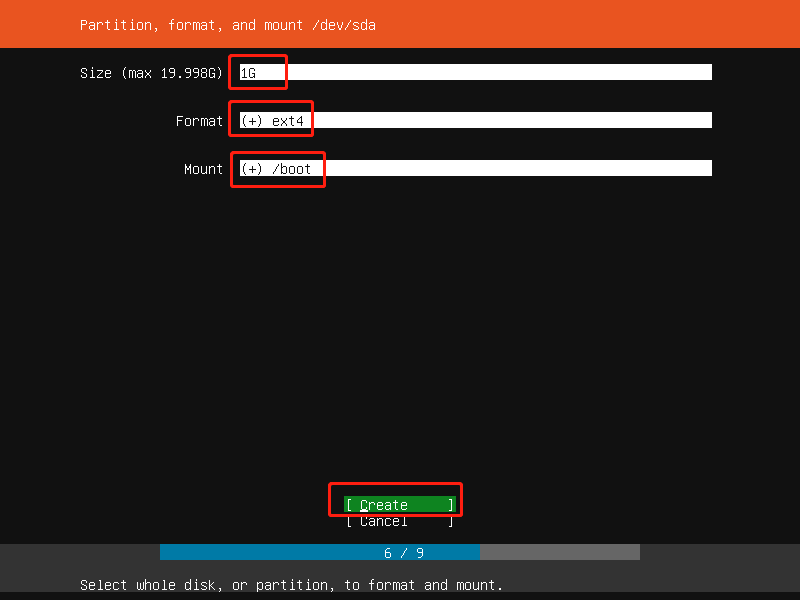 Partition, format, and mount /dev/sda
Size (max 19.998G) 1G
Format (+) ext4
Mount (+) /boot
[ Create ]
[ Cancel ]
6 / 9
Select whole disk, or partition, to format and mount.